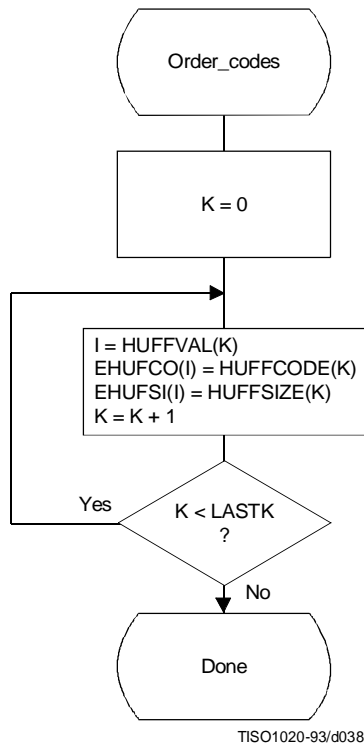 Order_codes
K = 0
I = HUFFVAL(K)
EHUFCO(I) = HUFFCODE(K)
EHUFSI(I) = HUFFSIZE(K)
K = K + 1
Yes
K < LASTK
?
No
Done
TISO1020-93/d038